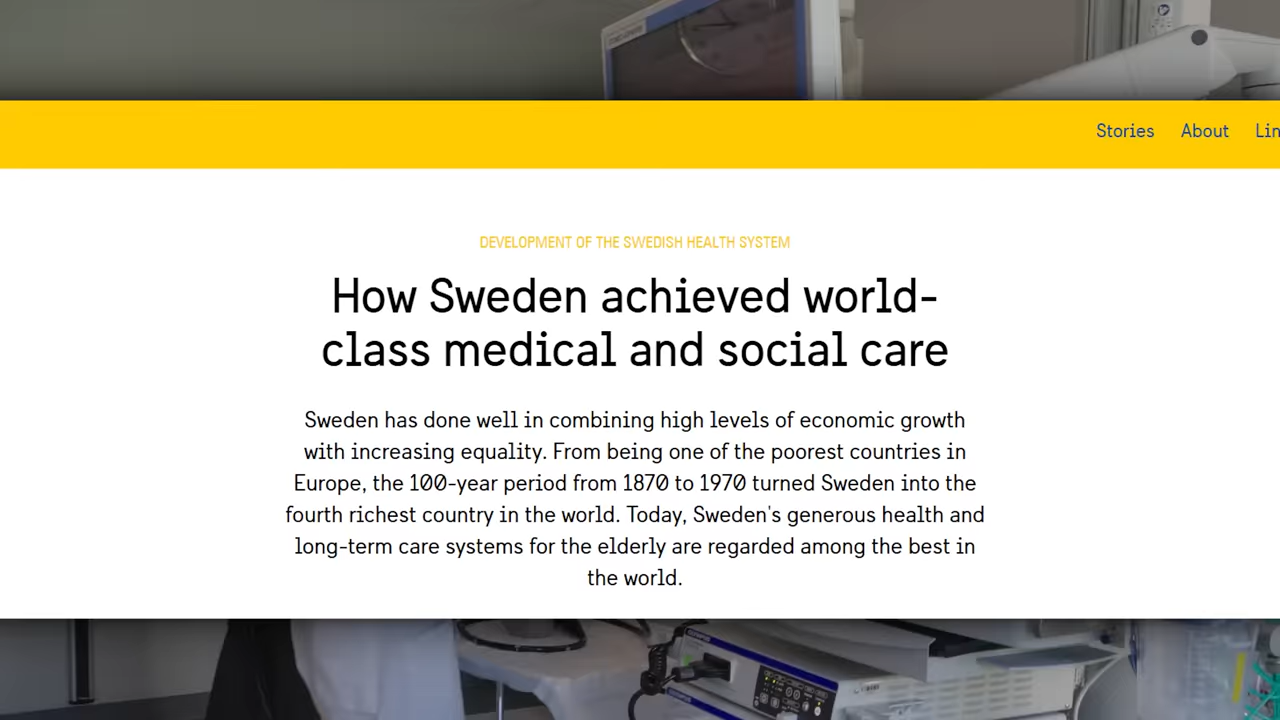 Stories About
DEVELOPMENT OF THE SWEDISH HEALTH SYSTEM
How Sweden achieved world-
class medical and social care
Sweden has done well in combining high levels of economic growth
with increasing equality. From being one of the poorest countries in
Europe, the 100-year period from 1870 to 1970 turned Sweden into the
fourth richest country in the world. Today, Sweden's generous health and
long-term care systems for the elderly are regarded among the best in
the world.